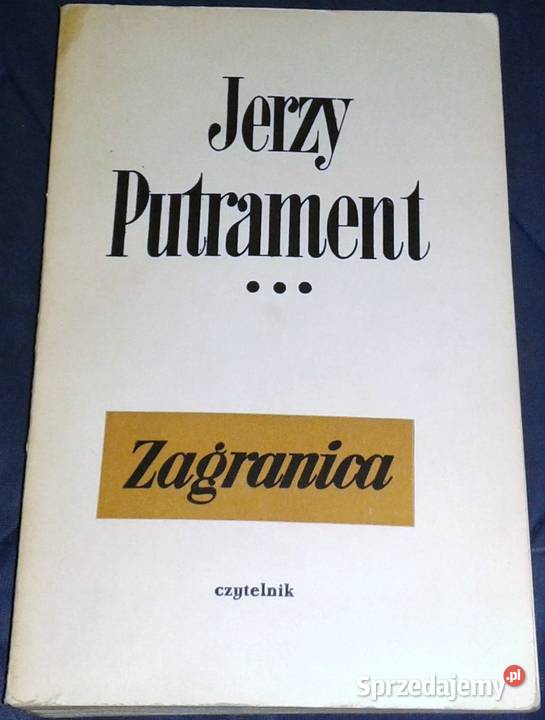 Jerzy
Putrament
•••
Zagranica
czytelnik
Sprzedajemy.pl